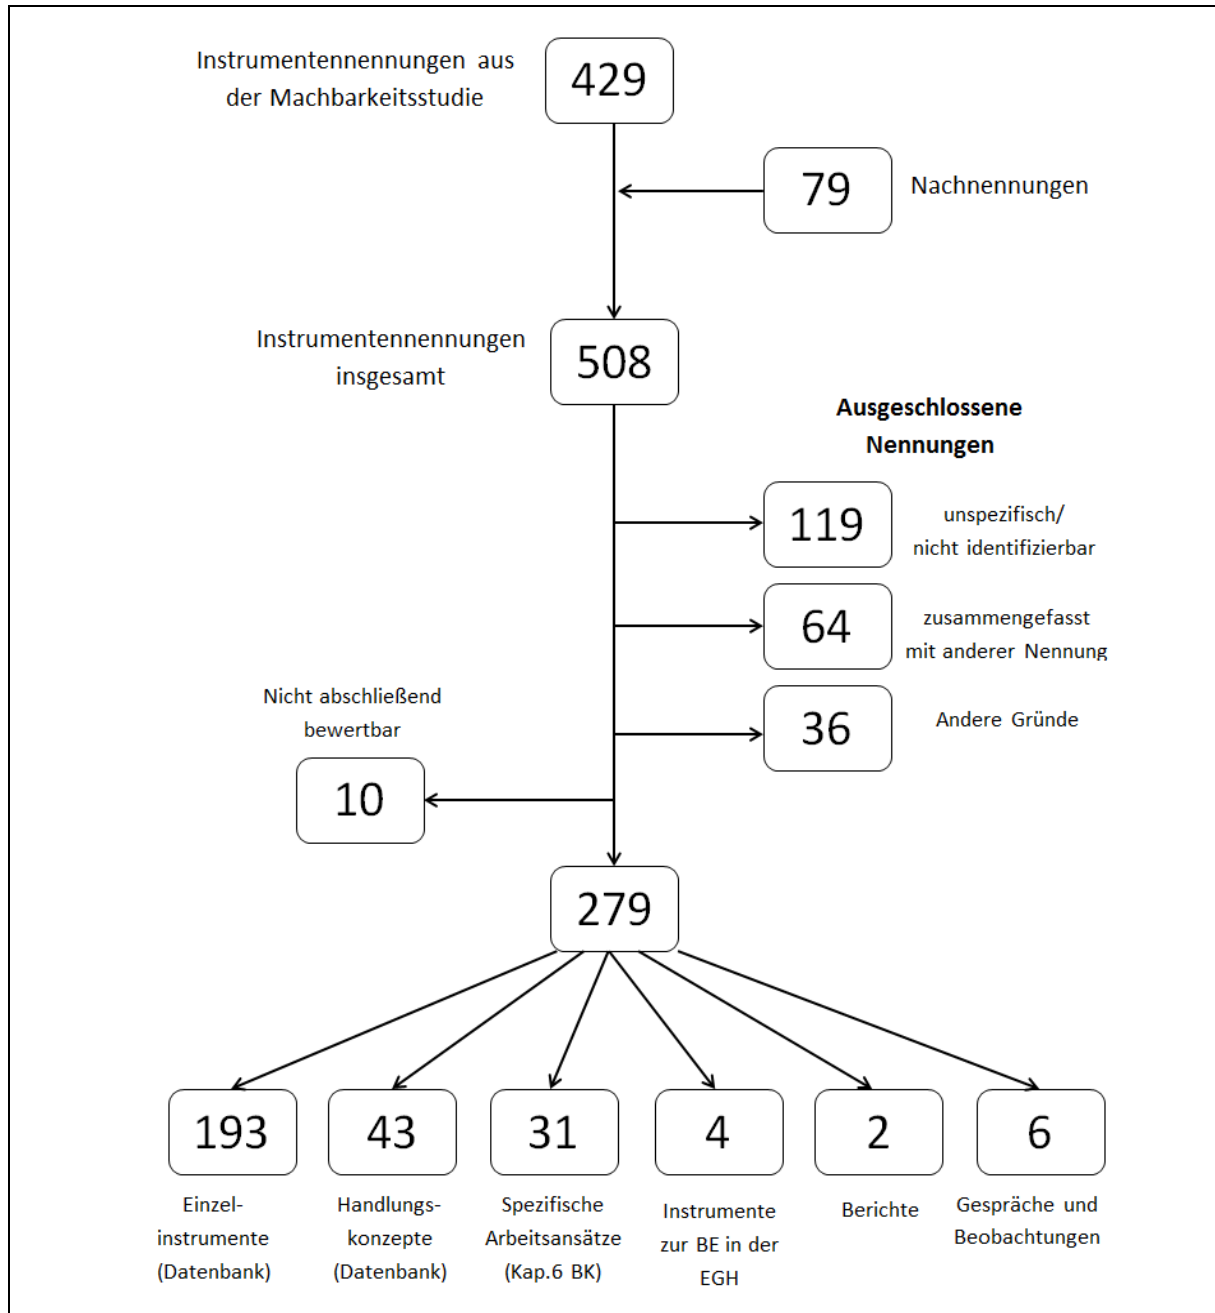 Instrumentennennungen aus
der Machbarkeitsstudie
429
79
Nachnennungen
Instrumentennennungen
insgesamt
508
Ausgeschlossene
Nennungen
119
unspezifisch/
nicht identifizierbar
64
zusammengefasst
mit anderer Nennung
36
Andere Gründe
Nicht abschließend
bewertbar
10
279
193
43
31
4
2
6
Einzel-
instrumente
(Datenbank)
Handlungs-
konzepte
(Datenbank)
Spezifische
Arbeitsansätze
(Kap.6 BK)
Instrumente
zur BE in der
EGH
Berichte
Gespräche und
Beobachtungen